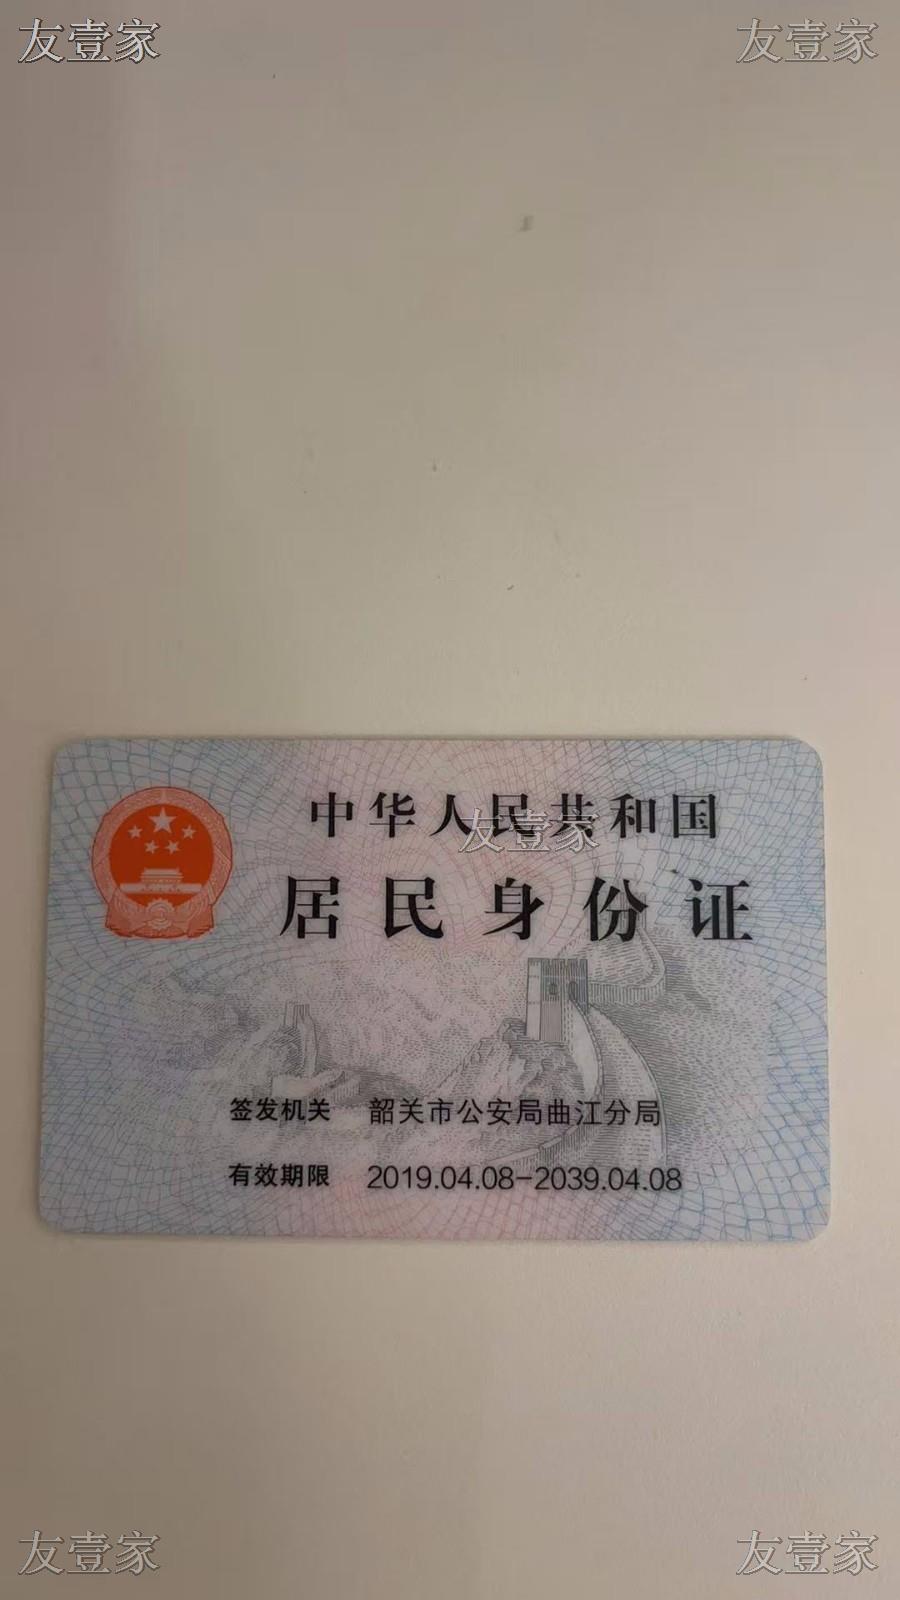 友壹家 友壹家
中华人民共和国
友壹家
居民身份证
签发机关 韶关市公安局曲江分局
有效期限 2019.04.08-2039.04.08
友壹家 友壹家